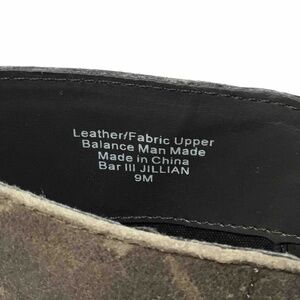 Leather/Fabric Upper
Balance Man Made
Made in China
Bar III JILLIAN
9M